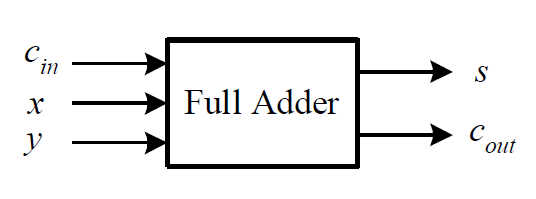 c_in
x
y
Full Adder
s
c_out